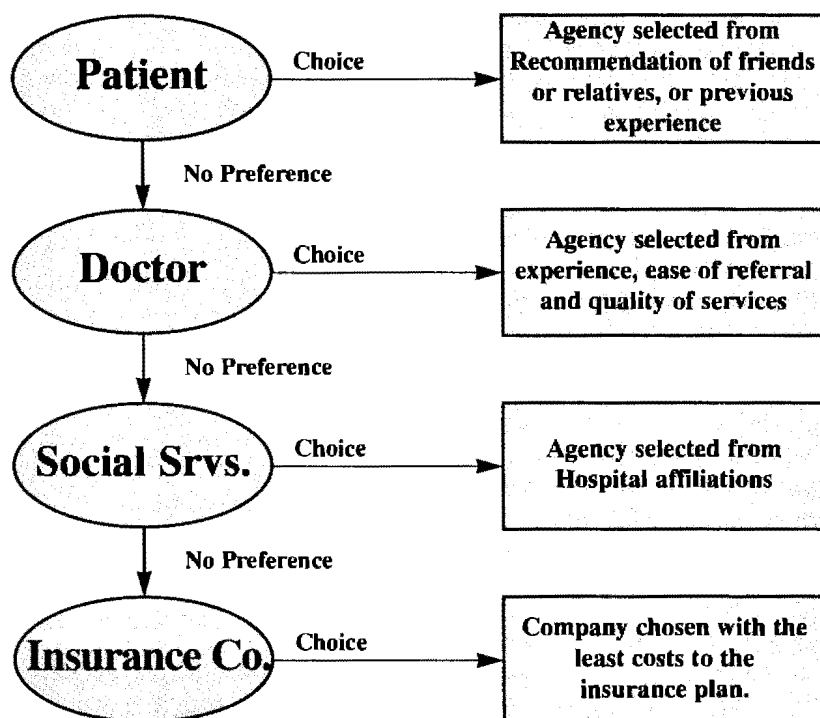 Patient
Choice
Agency selected from
Recommendation of friends
or relatives, or previous
experience
No Preference
Doctor
Choice
Agency selected from
experience, ease of referral
and quality of services
No Preference
Social Srvs.
Choice
Agency selected from
Hospital affiliations
No Preference
Insurance Co.
Choice
Company chosen with the
least costs to the
insurance plan.